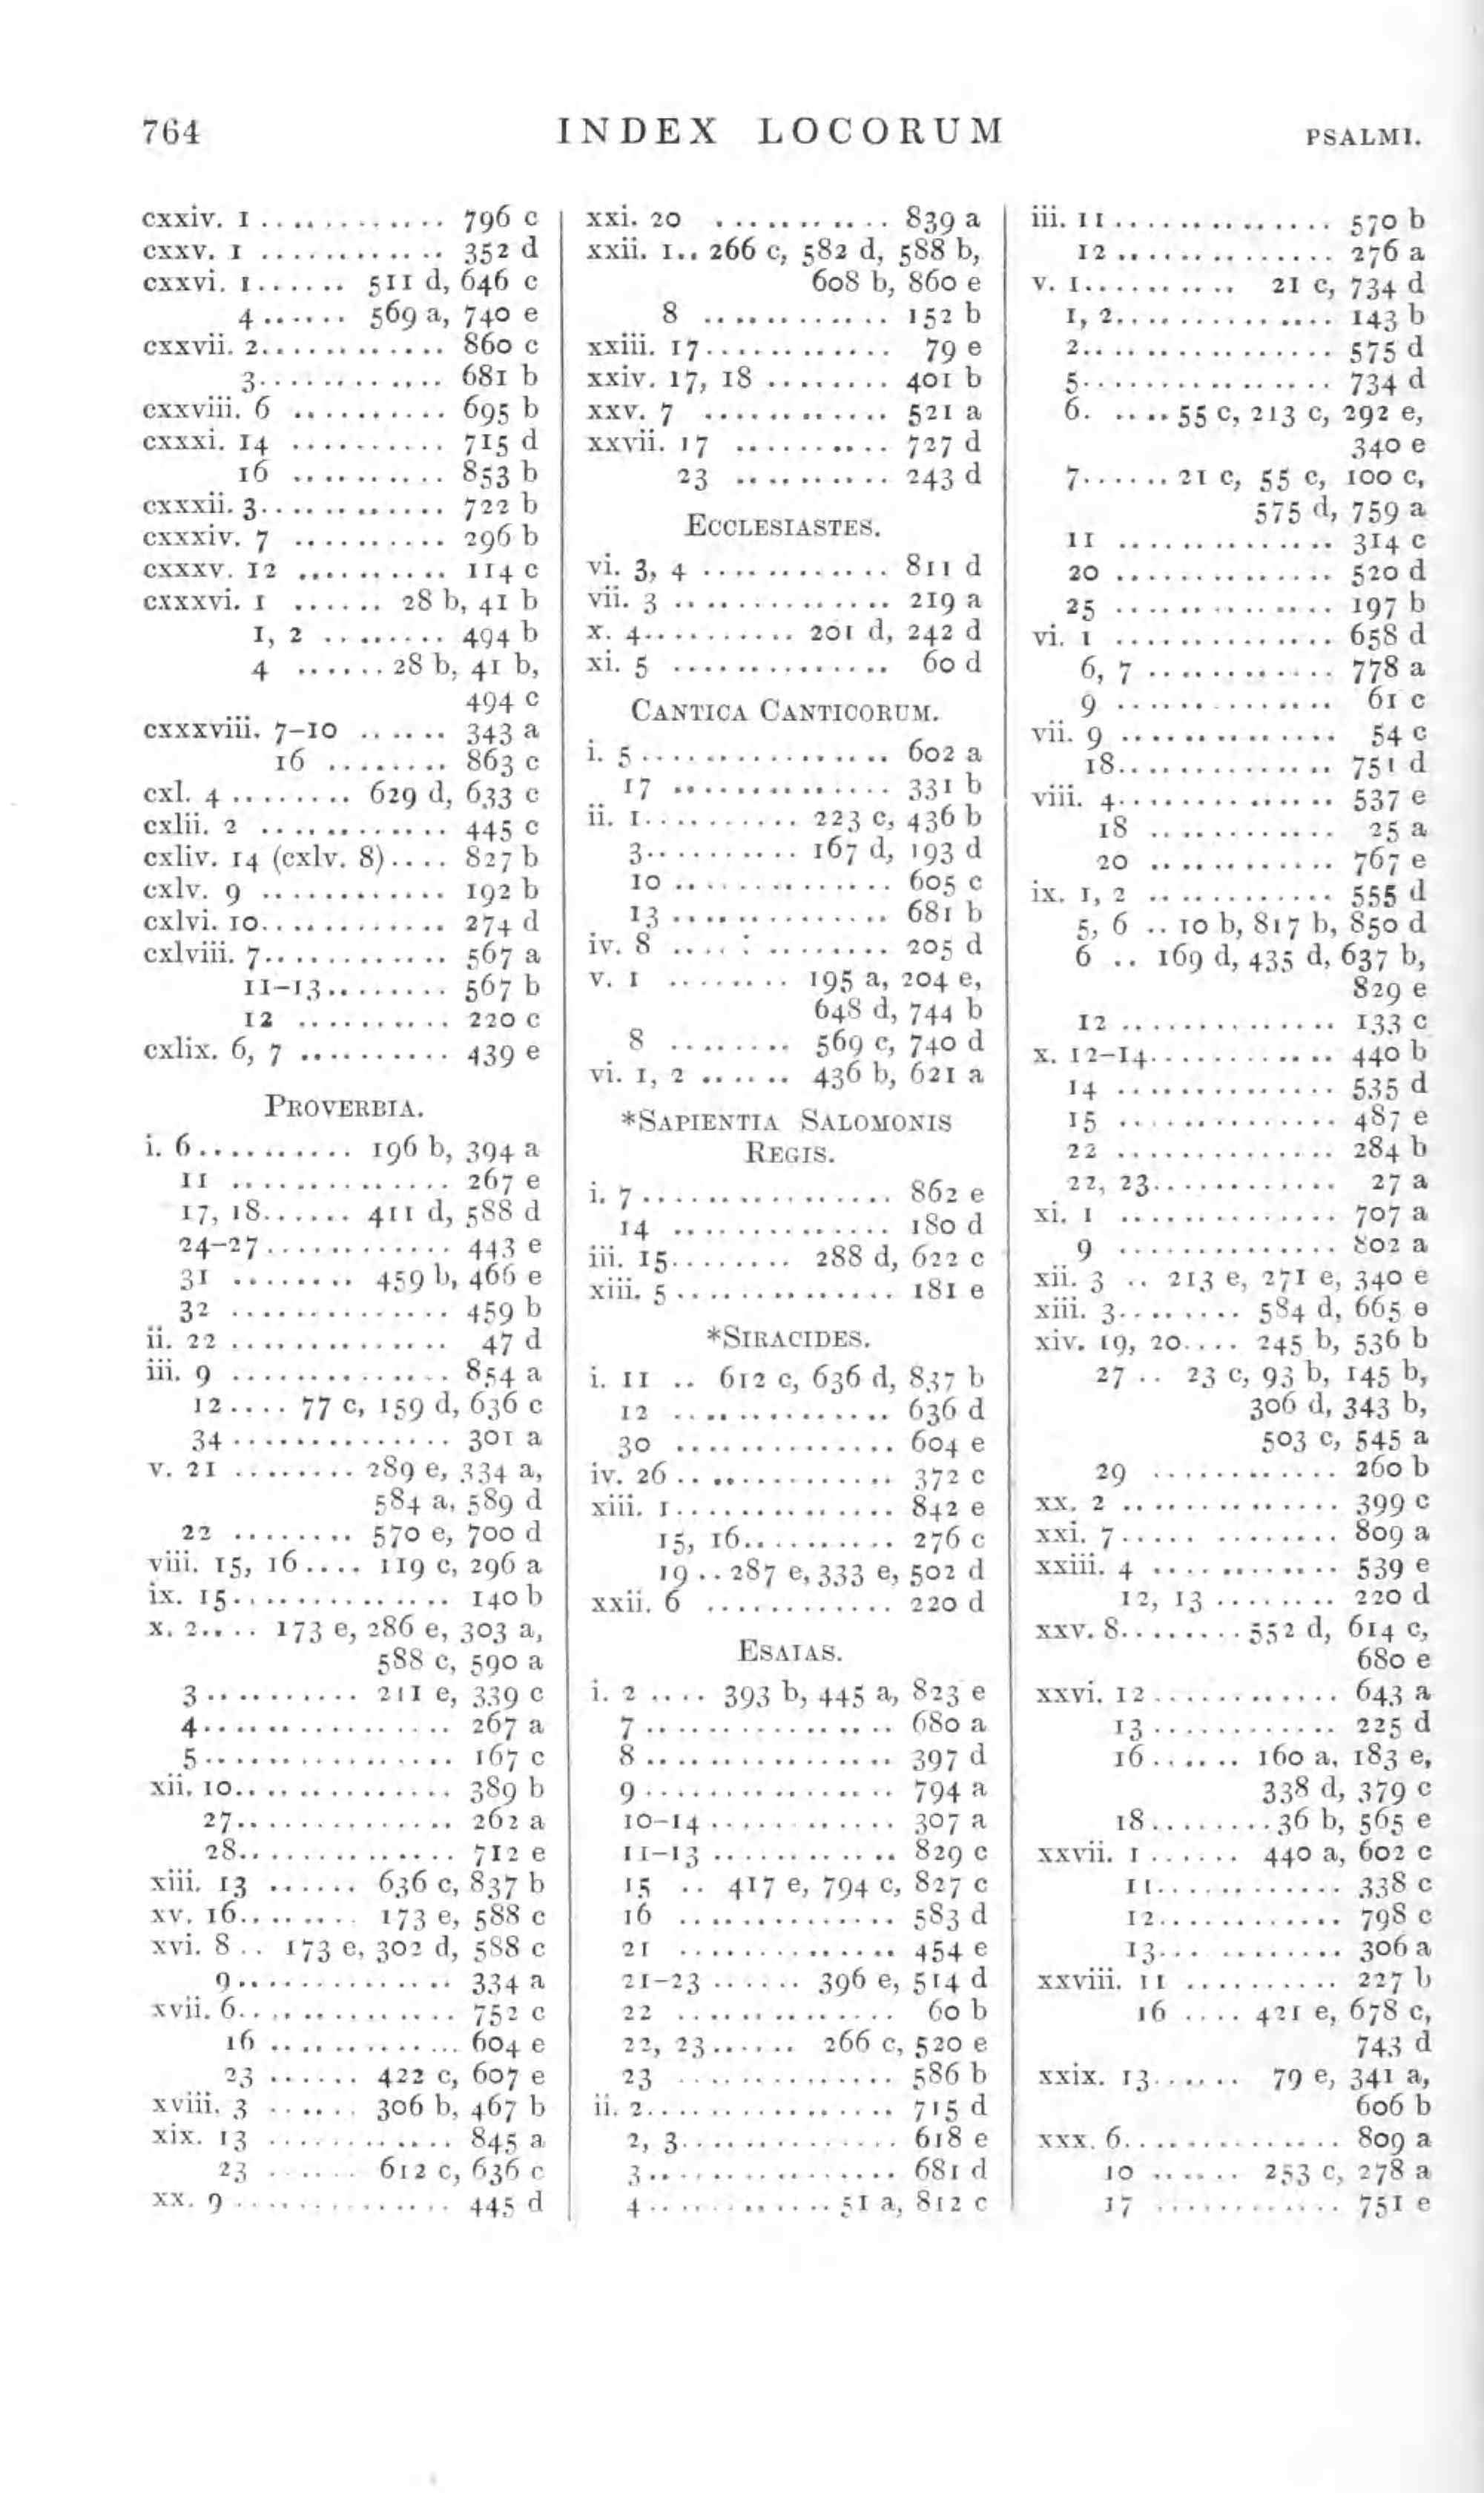 764 INDEX LOCORUM PSALMI.
cxxiv. 1 ............ 796 c
cxxv. 1 ............ 352 d
cxxvi. 1 ...... 511 d, 646 c
4 ...... 569 a, 740 e
cxxvii. 2 ............ 860 c
3 ............ 681 b
cxxviii. 6 .......... 695 b
cxxxi. 14 .......... 715 d
16 .......... 853 b
cxxxii. 3 ............ 722 b
cxxxiv. 7 .......... 296 b
cxxxv. 12 .......... 114 c
cxxxvi. 1 ...... 28 b, 41 b
1, 2 ........ 494 b
4 ...... 28 b, 41 b,
494 c
cxxxviii. 7–10 ...... 343 a
16 ........ 863 c
cxl. 4 ........ 629 d, 633 c
cxlii. 2 ............ 445 c
cxliv. 14 (cxlv. 8) .... 827 b
cxlv. 9 ............ 192 b
cxlvi. 10 ............ 274 d
cxlviii. 7 ............ 567 a
11–13 ........ 567 b
12 .......... 220 c
cxlix. 6, 7 .......... 439 e
PROVERBIA.
i. 6 .......... 196 b, 394 a
11 .............. 267 e
17, 18 ...... 411 d, 588 d
24–27 ............ 443 e
31 ........ 459 b, 466 e
32 .............. 459 b
ii. 22 .............. 47 d
iii. 9 .............. 854 a
12 .... 77 c, 159 d, 636 c
34 .............. 301 a
v. 21 ........ 289 e, 334 a,
584 a, 589 d
22 ........ 570 e, 700 d
viii. 15, 16 .... 119 c, 296 a
ix. 15 .............. 140 b
x. 2 .... 173 e, 286 e, 303 a,
588 c, 590 a
3 .......... 211 e, 339 c
4 ................ 267 a
5 ................ 167 c
xii. 10 .............. 389 b
27 .............. 262 a
28 .............. 712 e
xiii. 13 ...... 636 c, 837 b
xv. 16 ........ 173 e, 588 c
xvi. 8 .. 173 e, 302 d, 588 c
9 .............. 334 a
xvii. 6 .............. 752 c
16 ............ 604 e
23 ...... 422 c, 607 e
xviii. 3 ...... 306 b, 467 b
xix. 13 ............ 845 a
23 ...... 612 c, 636 c
xx. 9 .............. 445 d
xxi. 20 ........... 839 a
xxii. 1 .. 266 c, 582 d, 588 b,
608 b, 860 e
8 ............ 152 b
xxiii. 17 ............ 79 e
xxiv. 17, 18 ........ 401 b
xxv. 7 ............ 521 a
xxvii. 17 .......... 727 d
23 .......... 243 d
ECCLESIASTES.
vi. 3, 4 ............ 811 d
vii. 3 .............. 219 a
x. 4 .......... 201 d, 242 d
xi. 5 .............. 60 d
CANTICA CANTICORUM.
i. 5 ................ 602 a
17 .............. 331 b
ii. 1 .......... 223 c, 436 b
3 .......... 167 d, 193 d
10 .............. 605 c
13 .............. 681 b
iv. 8 .... : ........ 205 d
v. 1 ........ 195 a, 204 e,
648 d, 744 b
8 ........ 569 c, 740 d
vi. 1, 2 ...... 436 b, 621 a
*SAPIENTIA SALOMONIS
REGIS.
i. 7 ................ 862 e
14 .............. 180 d
iii. 15 ........ 288 d, 622 c
xiii. 5 .............. 181 e
*SIRACIDES.
i. 11 .. 612 c, 636 d, 837 b
12 .............. 636 d
30 .............. 604 e
iv. 26 .............. 372 c
xiii. 1 .............. 842 e
15, 16 .......... 276 c
19 .. 287 e, 333 e, 502 d
xxii. 6 ............ 220 d
ESAIAS.
i. 2 .... 393 b, 445 a, 823 e
7 ................ 680 a
8 ................ 397 d
9 ................ 794 a
10–14 ............ 307 a
11–13 ............ 829 c
15 .. 417 e, 794 c, 827 c
16 .............. 583 d
21 .............. 454 e
21–23 ...... 396 e, 514 d
22 .............. 60 b
22, 23 ...... 266 c, 520 e
23 .............. 586 b
ii. 2 ................ 715 d
2, 3 .............. 618 e
3 ................ 681 d
4 ............ 51 a, 812 c
iii. 11 .............. 570 b
12 .............. 276 a
v. 1 .......... 21 c, 734 d
1, 2 .............. 143 b
2 ................ 575 d
5 ................ 734 d
6. .... 55 c, 213 c, 292 e,
340 e
7 ...... 21 c, 55 c, 100 c,
575 d, 759 a
11 .............. 314 c
20 .............. 520 d
25 .............. 197 b
vi. 1 .............. 658 d
6, 7 ............ 778 a
9 .............. 61 c
vii. 9 .............. 54 c
18 .............. 751 d
viii. 4 .............. 537 e
18 ............ 25 a
20 ............ 767 e
ix. 1, 2 ............ 555 d
5, 6 .. 10 b, 817 b, 850 d
6 .. 169 d, 435 d, 637 b,
829 e
12 .............. 133 c
x. 12–14 ............ 440 b
14 .............. 535 d
15 .............. 487 e
22 .............. 284 b
22, 23 ............ 27 a
xi. 1 .............. 707 a
9 .............. 802 a
xii. 3 .. 213 e, 271 e, 340 e
xiii. 3 ........ 584 d, 665 e
xiv. 19, 20 .... 245 b, 536 b
27 .. 23 c, 93 b, 145 b,
306 d, 343 b,
503 c, 545 a
29 ............ 260 b
xx. 2 .............. 399 c
xxi. 7 .............. 809 a
xxiii. 4 ............ 539 e
12, 13 ........ 220 d
xxv. 8 ........ 552 d, 614 c,
680 e
xxvi. 12 ............ 643 a
13 ............ 225 d
16 ...... 160 a, 183 e,
338 d, 379 c
18 ........ 36 b, 565 e
xxvii. 1 ...... 440 a, 602 c
11 ............ 338 c
12 ............ 798 c
13 ............ 306 a
xxviii. 11 .......... 227 b
16 .... 421 e, 678 c,
743 d
xxix. 13 ...... 79 e, 341 a,
606 b
xxx. 6 .............. 809 a
10 ...... 253 c, 278 a
17 ............ 751 e